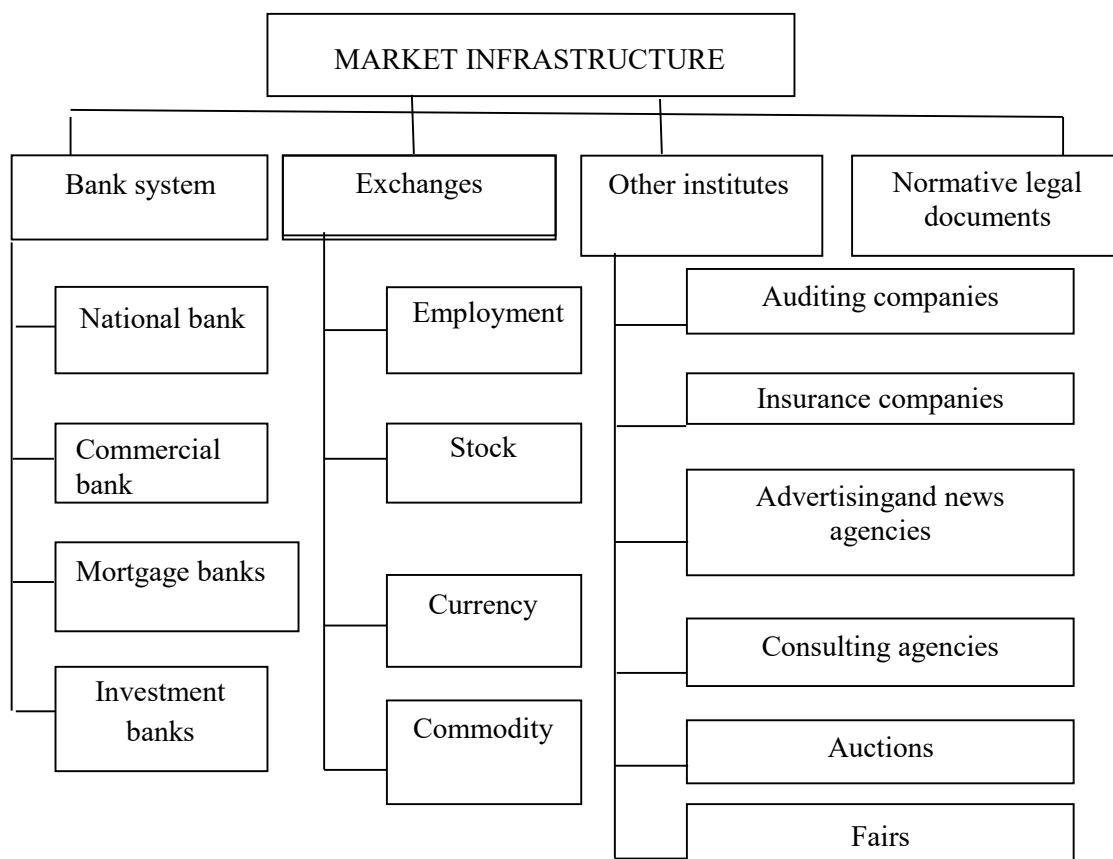 MARKET INFRASTRUCTURE
Bank system
Exchanges
Other institutes
Normative legal
documents
National bank
Commercial
bank
Mortgage banks
Investment
banks
Employment
Stock
Currency
Commodity
Auditing companies
Insurance companies
Advertisingand news
agencies
Consulting agencies
Auctions
Fairs